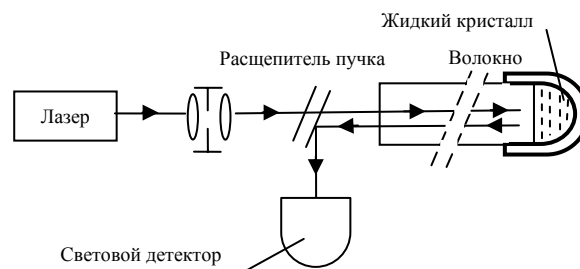 Жидкий кристалл
Расщепитель пучка
Волокно
Лазер
Световой детектор